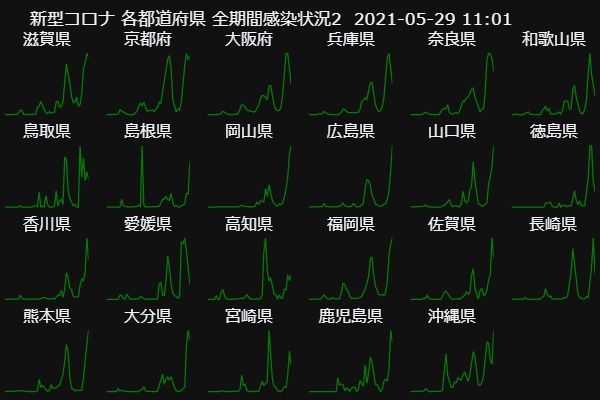 新型コロナ 各都道府県 全期間感染状況2 2021-05-29 11:01
滋賀県 京都府 大阪府 兵庫県 奈良県 和歌山県
鳥取県 島根県 岡山県 広島県 山口県 徳島県
香川県 愛媛県 高知県 福岡県 佐賀県 長崎県
熊本県 大分県 宮崎県 鹿児島県 沖縄県